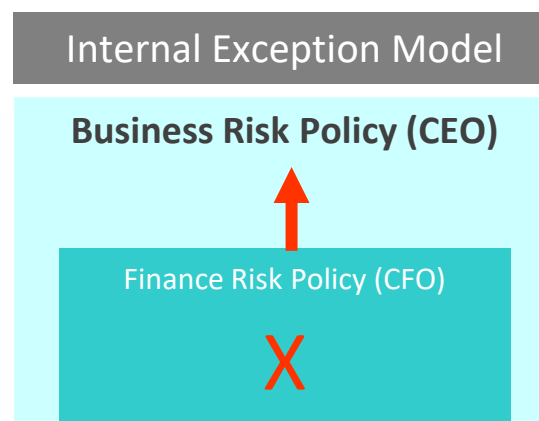 Internal Exception Model
Business Risk Policy (CEO)
Finance Risk Policy (CFO)
X